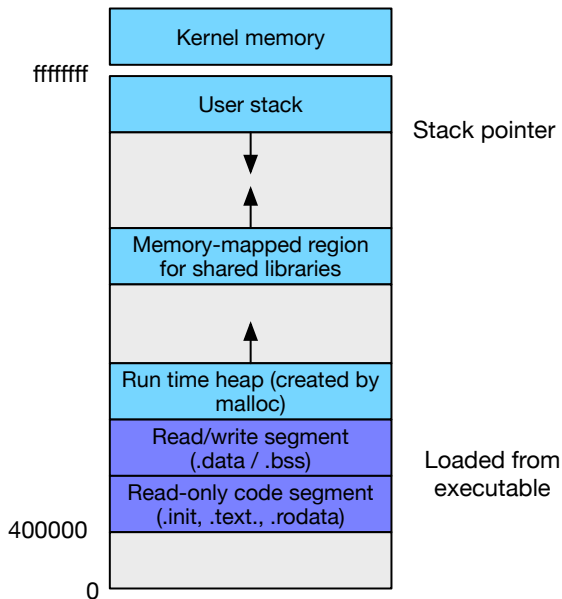 Kernel memory
ffffffff
User stack
Stack pointer
Memory-mapped region
for shared libraries
Run time heap (created by
malloc)
Read/write segment
(.data / .bss)
Loaded from
executable
Read-only code segment
(.init, .text., .rodata)
400000
0